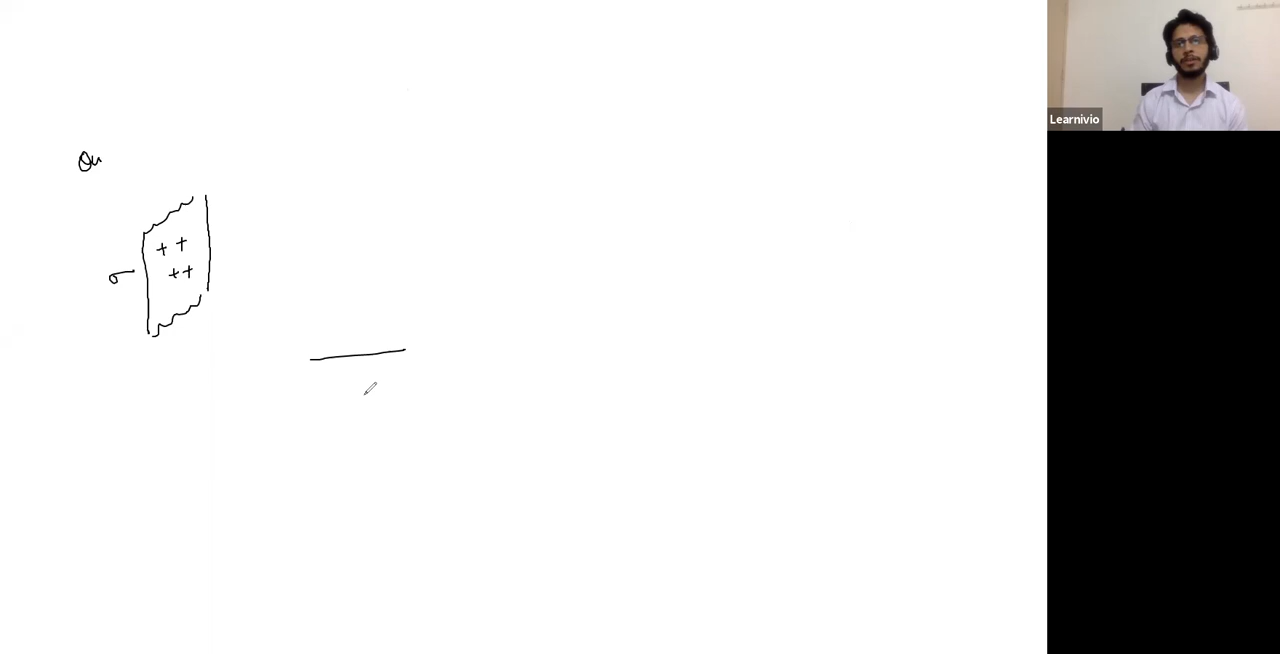 Qu
σ
+ +
+ +
Learnivio